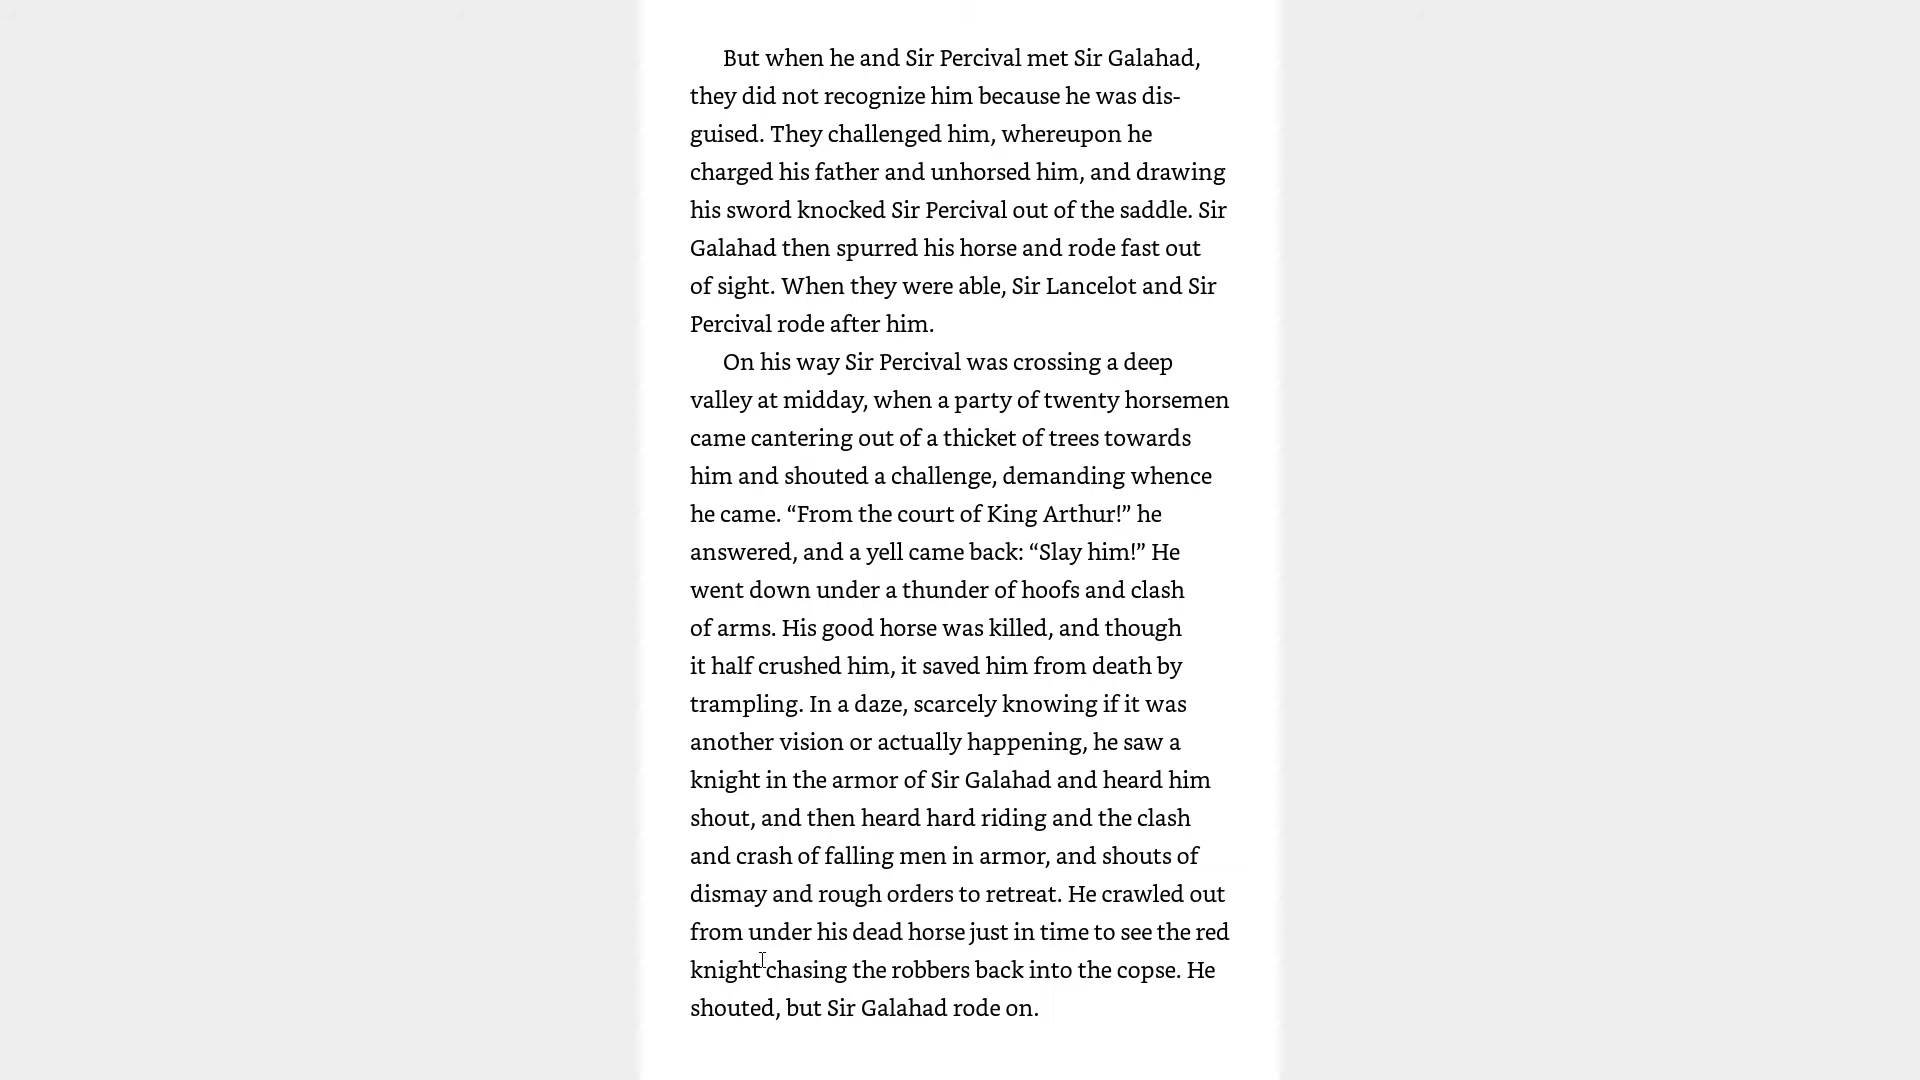 But when he and Sir Percival met Sir Galahad,
they did not recognize him because he was dis-
guised. They challenged him, whereupon he
charged his father and unhorsed him, and drawing
his sword knocked Sir Percival out of the saddle. Sir
Galahad then spurred his horse and rode fast out
of sight. When they were able, Sir Lancelot and Sir
Percival rode after him.
On his way Sir Percival was crossing a deep
valley at midday, when a party of twenty horsemen
came cantering out of a thicket of trees towards
him and shouted a challenge, demanding whence
he came. “From the court of King Arthur!” he
answered, and a yell came back: “Slay him!” He
went down under a thunder of hoofs and clash
of arms. His good horse was killed, and though
it half crushed him, it saved him from death by
trampling. In a daze, scarcely knowing if it was
another vision or actually happening, he saw a
knight in the armor of Sir Galahad and heard him
shout, and then heard hard riding and the clash
and crash of falling men in armor, and shouts of
dismay and rough orders to retreat. He crawled out
from under his dead horse just in time to see the red
knight chasing the robbers back into the copse. He
shouted, but Sir Galahad rode on.